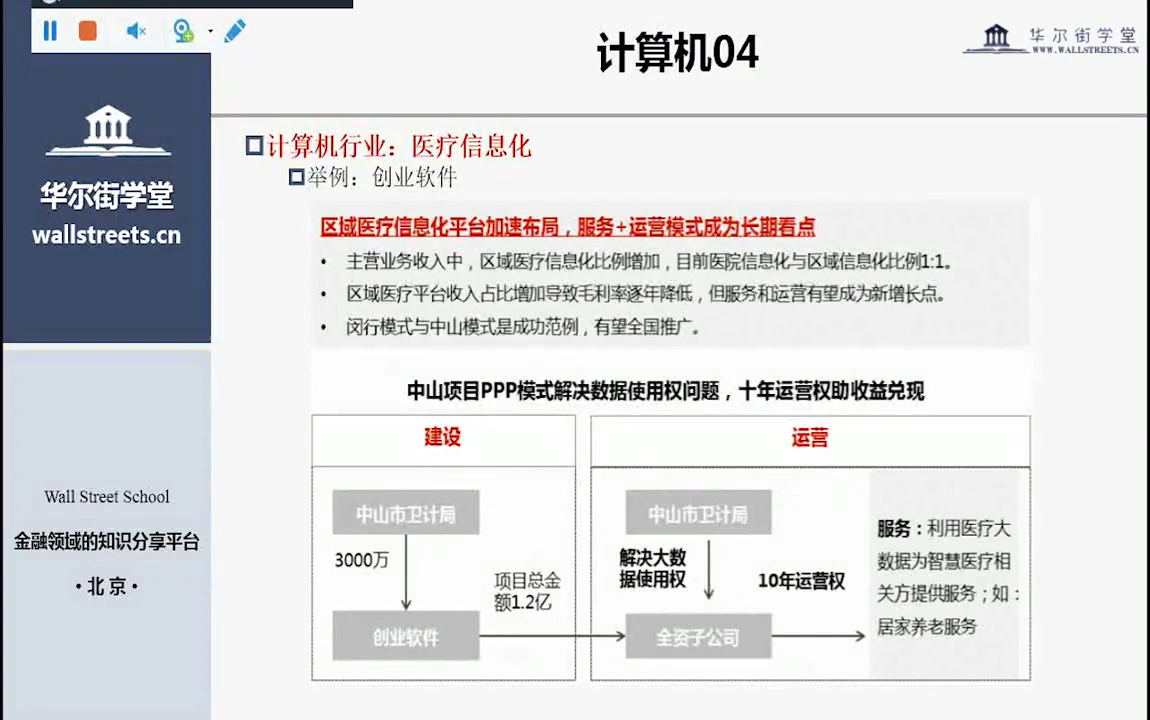 计算机04
华尔街学堂
WWW.WALLSTREETS.CN
华尔街学堂
wallstreets.cn
Wall Street School
金融领域的知识分享平台
·北京·
计算机行业：医疗信息化
举例：创业软件
区域医疗信息化平台加速布局，服务+运营模式成为长期看点
• 主营业务收入中，区域医疗信息化比例增加，目前医院信息化与区域信息化比例1:1。
• 区域医疗平台收入占比增加导致毛利率逐年降低，但服务和运营有望成为新增长点。
• 闵行模式与中山模式是成功范例，有望全国推广。
中山项目PPP模式解决数据使用权问题，十年运营权助收益兑现
建设
中山市卫计局
3000万
项目总金
额1.2亿
创业软件
运营
中山市卫计局
解决大数
据使用权
10年运营权
全资子公司
服务：利用医疗大
数据为智慧医疗相
关方提供服务；如：
居家养老服务